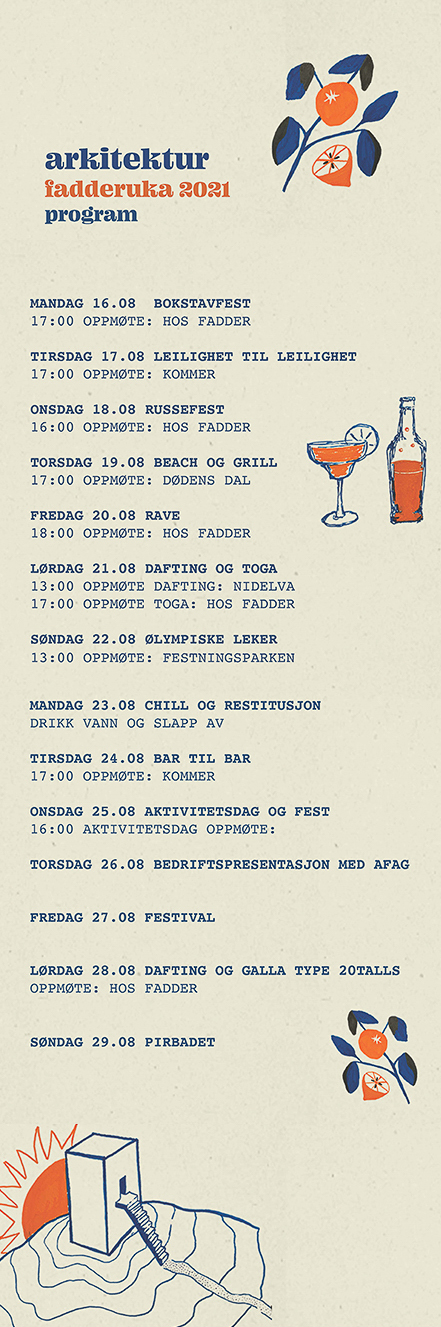 arkitektur
fadderuka 2021
program
MANDAG 16.08 BOKSTAVFEST
17:00 OPPMØTE: HOS FADDER
TIRSDAG 17.08 LEILIGHET TIL LEILIGHET
17:00 OPPMØTE: KOMMER
ONSDAG 18.08 RUSSEFEST
16:00 OPPMØTE: HOS FADDER
TORSDAG 19.08 BEACH OG GRILL
17:00 OPPMØTE: DØDENS DAL
FREDAG 20.08 RAVE
18:00 OPPMØTE: HOS FADDER
LØRDAG 21.08 DAFTING OG TOGA
13:00 OPPMØTE DAFTING: NIDELVA
17:00 OPPMØTE TOGA: HOS FADDER
SØNDAG 22.08 ØLYMPISKE LEKER
13:00 OPPMØTE: FESTNINGSPARKEN
MANDAG 23.08 CHILL OG RESTITUSJON
DRIKK VANN OG SLAPP AV
TIRSDAG 24.08 BAR TIL BAR
17:00 OPPMØTE: KOMMER
ONSDAG 25.08 AKTIVITETSDAG OG FEST
16:00 AKTIVITETSDAG OPPMØTE:
TORSDAG 26.08 BEDRIFTSPRESENTASJON MED AFAG
FREDAG 27.08 FESTIVAL
LØRDAG 28.08 DAFTING OG GALLA TYPE 20TALLS
OPPMØTE: HOS FADDER
SØNDAG 29.08 PIRBADET